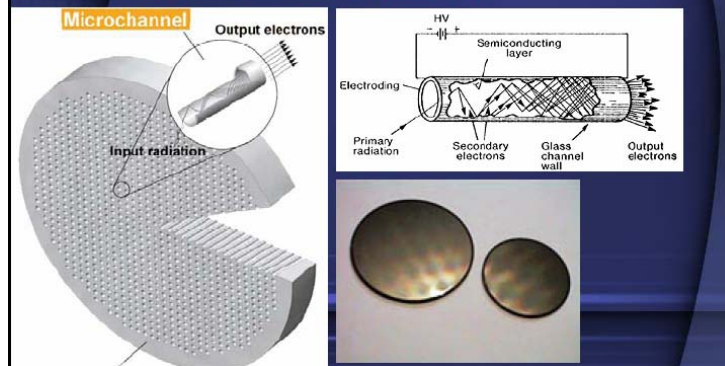 Microchannel
Output electrons
Input radiation
HV
Semiconducting
layer
Electroding
Primary
radiation
Secondary
electrons
Glass
channel
wall
Output
electrons